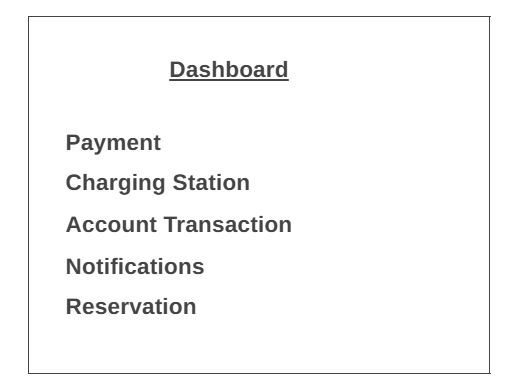 Dashboard
Payment
Charging Station
Account Transaction
Notifications
Reservation